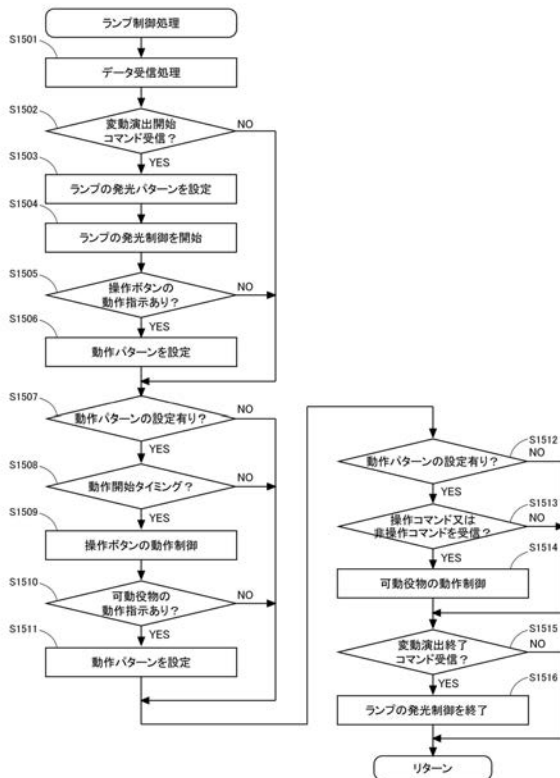 ランプ制御処理
S1501
データ受信処理
S1502
変動演出開始
コマンド受信？
NO
YES
S1503
ランプの発光パターンを設定
S1504
ランプの発光制御を開始
S1505
操作ボタンの
動作指示あり？
NO
YES
S1506
動作パターンを設定
S1507
動作パターンの設定有り？
NO
YES
S1508
動作開始タイミング？
NO
YES
S1509
操作ボタンの動作制御
S1510
可動役物の
動作指示あり？
NO
YES
S1511
動作パターンを設定
S1512
動作パターンの設定有り？
NO
YES
S1513
操作コマンド又は
非操作コマンドを受信？
NO
YES
S1514
可動役物の動作制御
S1515
変動演出終了
コマンド受信？
NO
YES
S1516
ランプの発光制御を終了
リターン